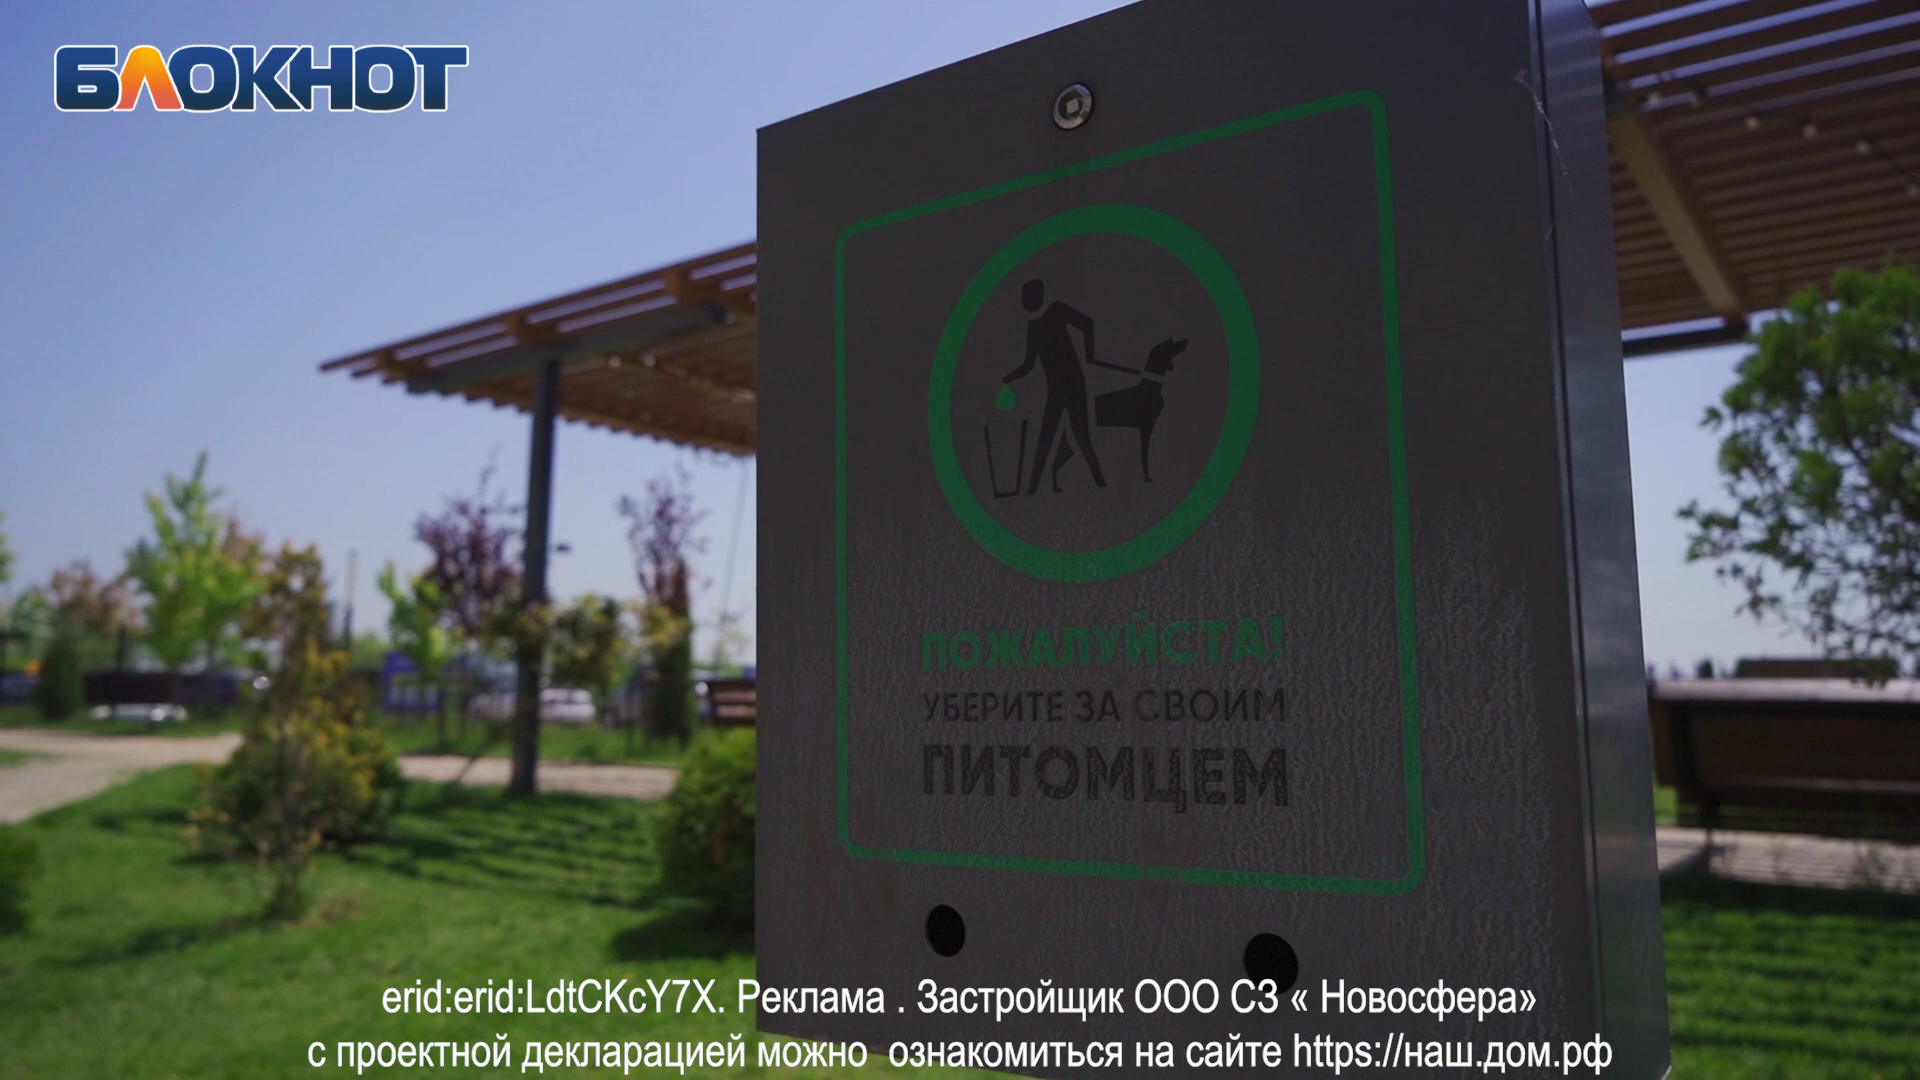 БЛОКНОТ
ПОЖАЛУЙСТА!
УБЕРИТЕ ЗА СВОИМ
ПИТОМЦЕМ
erid:erid:LdtCKcY7X. Реклама . Застройщик ООО СЗ « Новосфера»
с проектной декларацией можно ознакомиться на сайте https://наш.дом.рф